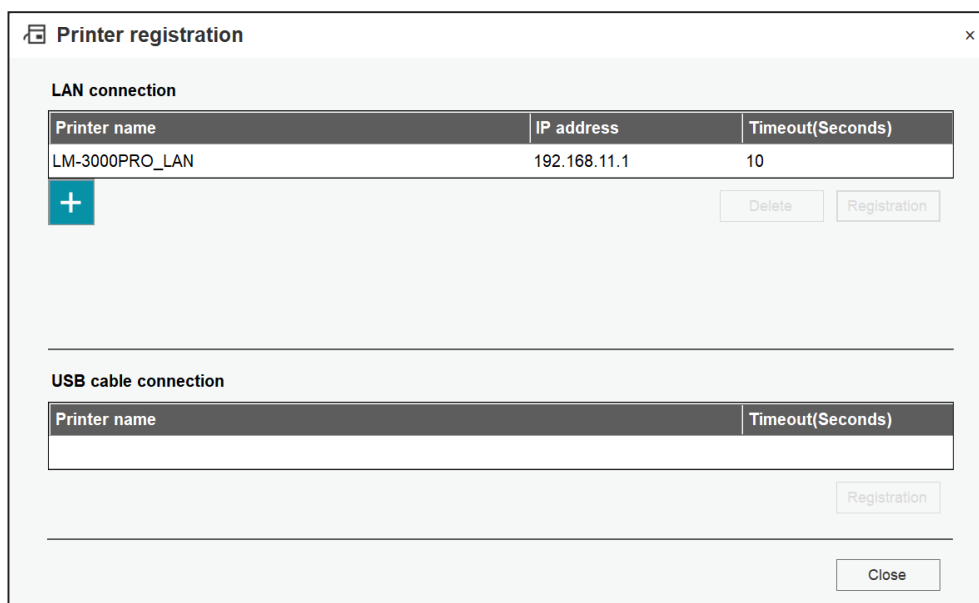 Printer registration ×
LAN connection
Printer name IP address Timeout(Seconds)
LM-3000PRO_LAN 192.168.11.1 10
+
Delete Registration
USB cable connection
Printer name Timeout(Seconds)
Registration
Close